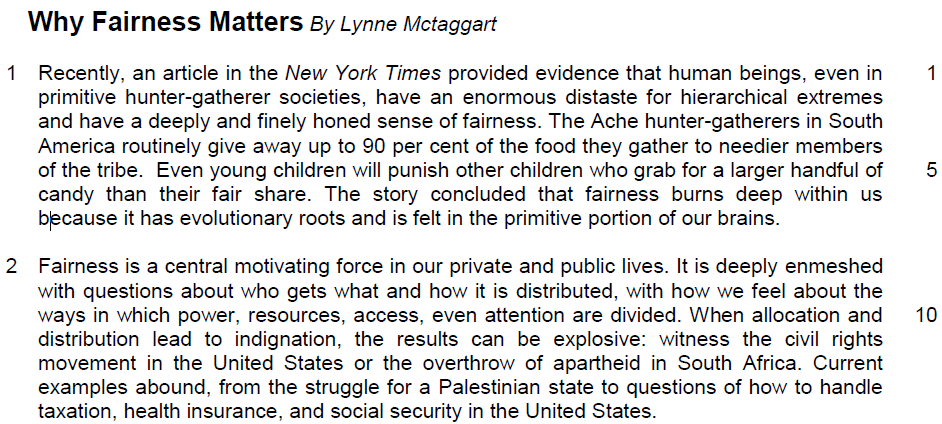 Why Fairness Matters By Lynne Mctaggart
1 Recently, an article in the New York Times provided evidence that human beings, even in 1
primitive hunter-gatherer societies, have an enormous distaste for hierarchical extremes
and have a deeply and finely honed sense of fairness. The Ache hunter-gatherers in South
America routinely give away up to 90 per cent of the food they gather to needier members
of the tribe.  Even young children will punish other children who grab for a larger handful of 5
candy than their fair share. The story concluded that fairness burns deep within us
because it has evolutionary roots and is felt in the primitive portion of our brains.
2 Fairness is a central motivating force in our private and public lives. It is deeply enmeshed
with questions about who gets what and how it is distributed, with how we feel about the
ways in which power, resources, access, even attention are divided. When allocation and 10
distribution lead to indignation, the results can be explosive: witness the civil rights
movement in the United States or the overthrow of apartheid in South Africa. Current
examples abound, from the struggle for a Palestinian state to questions of how to handle
taxation, health insurance, and social security in the United States.